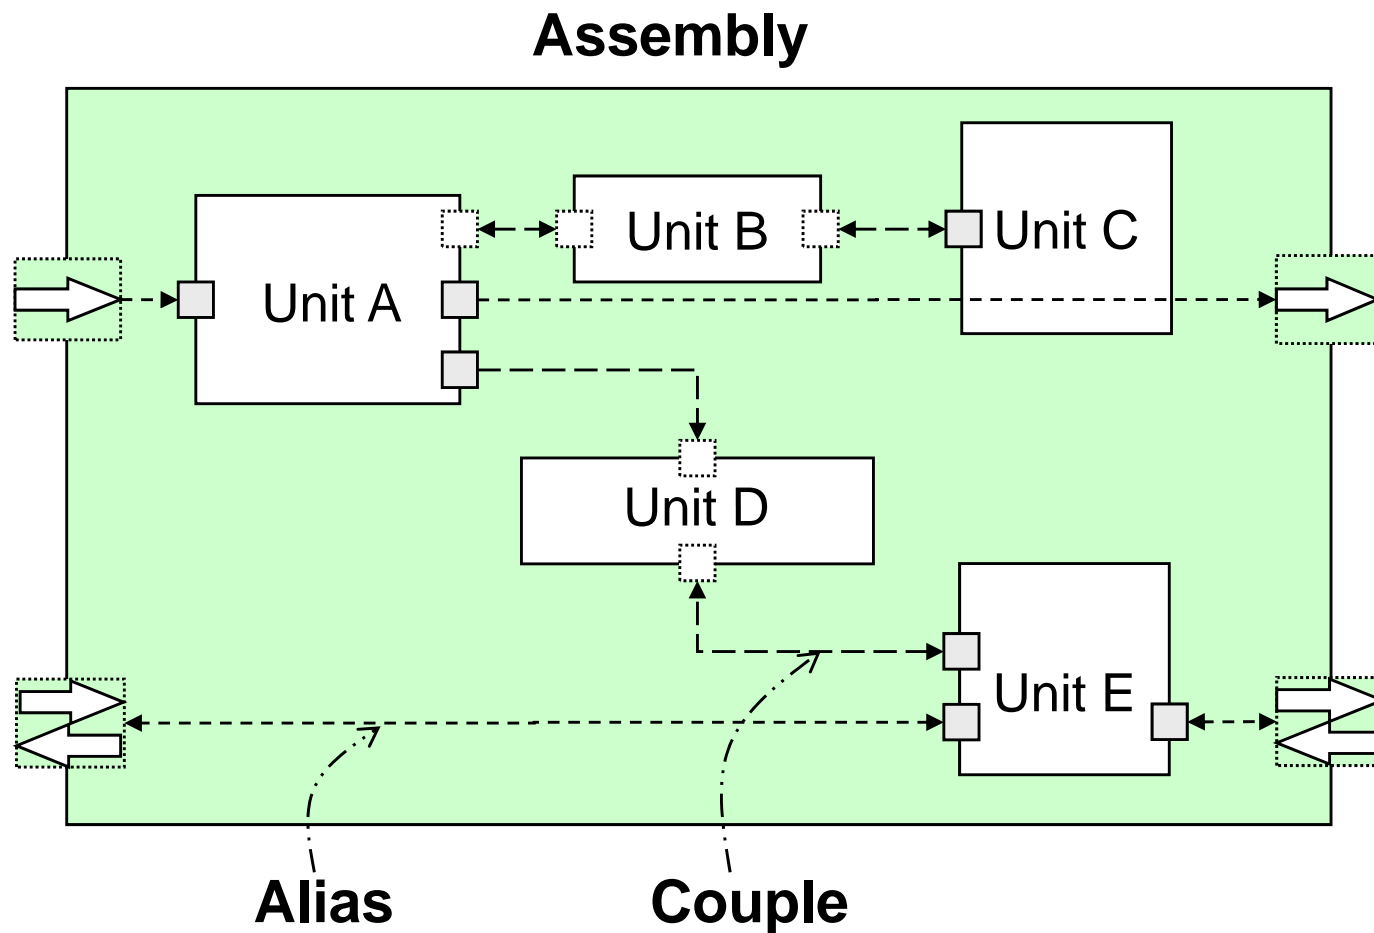 Assembly
Unit A
Unit B
Unit C
Unit D
Unit E
Alias
Couple